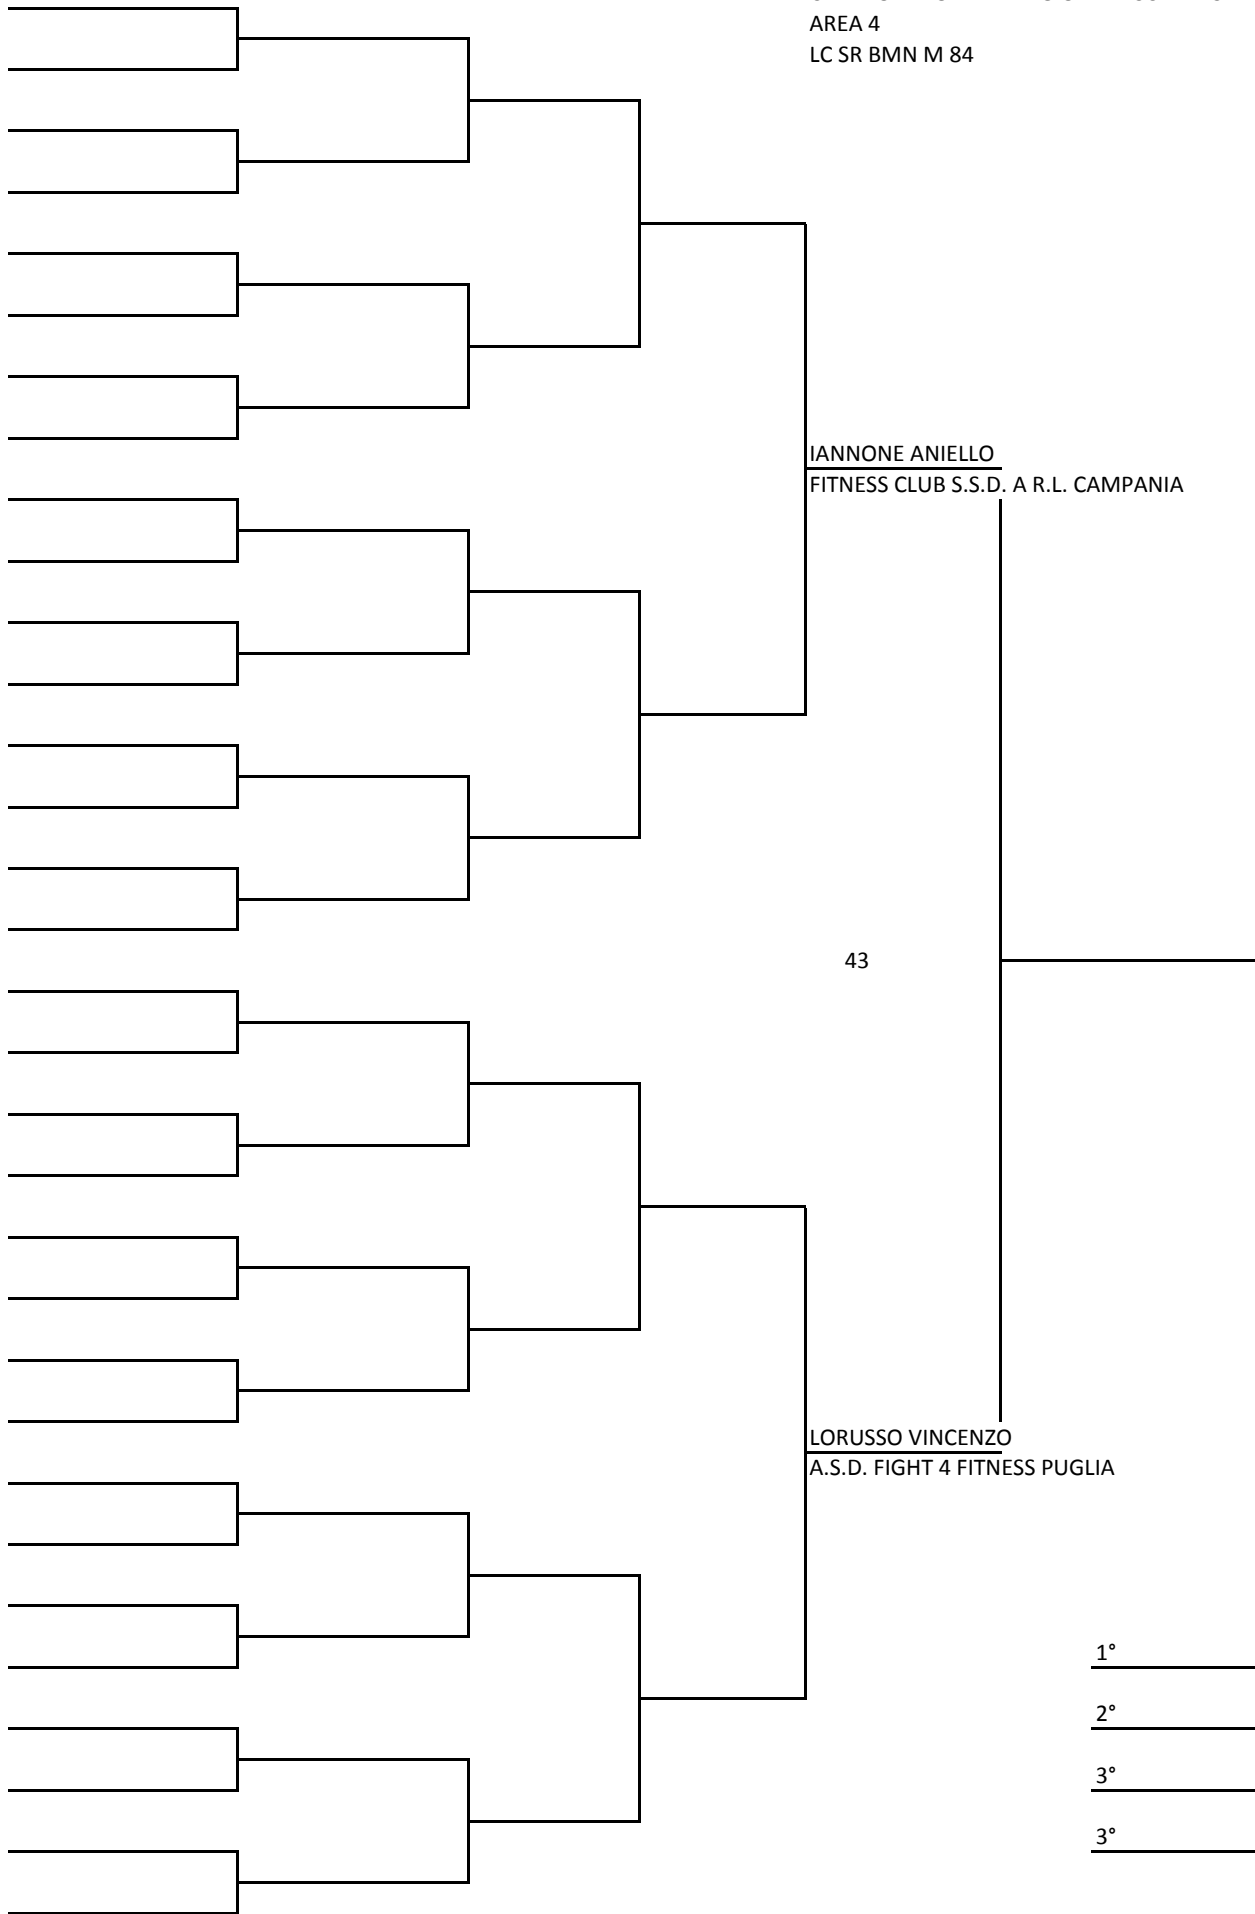 AREA 4
LC SR BMN M 84
IANNONE ANIELLO
FITNESS CLUB S.S.D. A R.L. CAMPANIA
43
LORUSSO VINCENZO
A.S.D. FIGHT 4 FITNESS PUGLIA
1°
2°
3°
3°